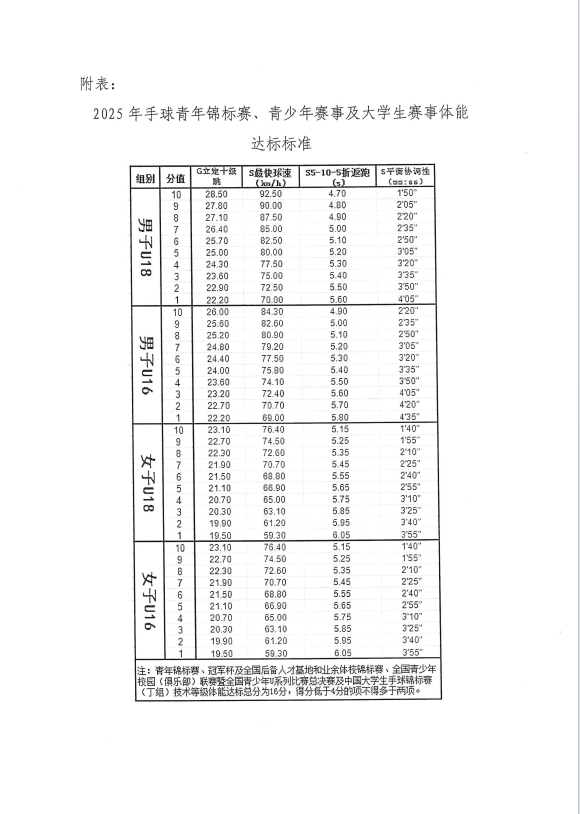 附表：
2025年手球青年锦标赛、青少年赛事及大学生赛事体能
达标标准
组别 分值 G立定十级跳 S最快球速（km/h） S5-10-5折返跑（s） S平衡协调性（mm:ss）
男子U18
10 28.50 92.50 4.70 1'50"
9 27.80 90.00 4.80 2'05"
8 27.10 87.50 4.90 2'20"
7 26.40 85.00 5.00 2'35"
6 25.70 82.50 5.10 2'50"
5 25.00 80.00 5.20 3'05"
4 24.30 77.50 5.30 3'20"
3 23.60 75.00 5.40 3'35"
2 22.90 72.50 5.50 3'50"
1 22.20 70.00 5.60 4'05"
男子U16
10 26.00 84.30 4.90 2'20"
9 25.60 82.60 5.00 2'35"
8 25.20 80.90 5.10 2'50"
7 24.80 79.20 5.20 3'05"
6 24.40 77.50 5.30 3'20"
5 24.00 75.80 5.40 3'35"
4 23.60 74.10 5.50 3'50"
3 23.20 72.40 5.60 4'05"
2 22.70 70.70 5.70 4'20"
1 22.20 69.00 5.80 4'35"
女子U18
10 23.10 76.40 5.15 1'40"
9 22.70 74.50 5.25 1'55"
8 22.30 72.60 5.35 2'10"
7 21.90 70.70 5.45 2'25"
6 21.50 68.80 5.55 2'40"
5 21.10 66.90 5.65 2'55"
4 20.70 65.00 5.75 3'10"
3 20.30 63.10 5.85 3'25"
2 19.90 61.20 5.95 3'40"
1 19.50 59.30 6.05 3'55"
女子U16
10 23.10 76.40 5.15 1'40"
9 22.70 74.50 5.25 1'55"
8 22.30 72.60 5.35 2'10"
7 21.90 70.70 5.45 2'25"
6 21.50 68.80 5.55 2'40"
5 21.10 66.90 5.65 2'55"
4 20.70 65.00 5.75 3'10"
3 20.30 63.10 5.85 3'25"
2 19.90 61.20 5.95 3'40"
1 19.50 59.30 6.05 3'55"
注：青年锦标赛、冠军杯及全国后备人才基地和业余体校锦标赛、全国青少年
校园（俱乐部）联赛暨全国青少年U系列比赛总决赛及中国大学生手球锦标赛
（丁组）技术等级体能达标总分为16分，得分低于4分的项不得多于两项。